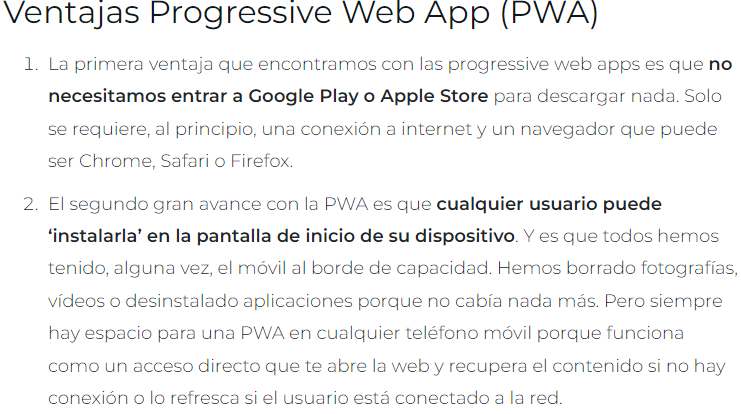 Ventajas Progressive Web App (PWA)
1. La primera ventaja que encontramos con las progressive web apps es que no
necesitamos entrar a Google Play o Apple Store para descargar nada. Solo
se requiere, al principio, una conexión a internet y un navegador que puede
ser Chrome, Safari o Firefox.
2. El segundo gran avance con la PWA es que cualquier usuario puede
‘instalarla’ en la pantalla de inicio de su dispositivo. Y es que todos hemos
tenido, alguna vez, el móvil al borde de capacidad. Hemos borrado fotografías,
vídeos o desinstalado aplicaciones porque no cabía nada más. Pero siempre
hay espacio para una PWA en cualquier teléfono móvil porque funciona
como un acceso directo que te abre la web y recupera el contenido si no hay
conexión o lo refresca si el usuario está conectado a la red.